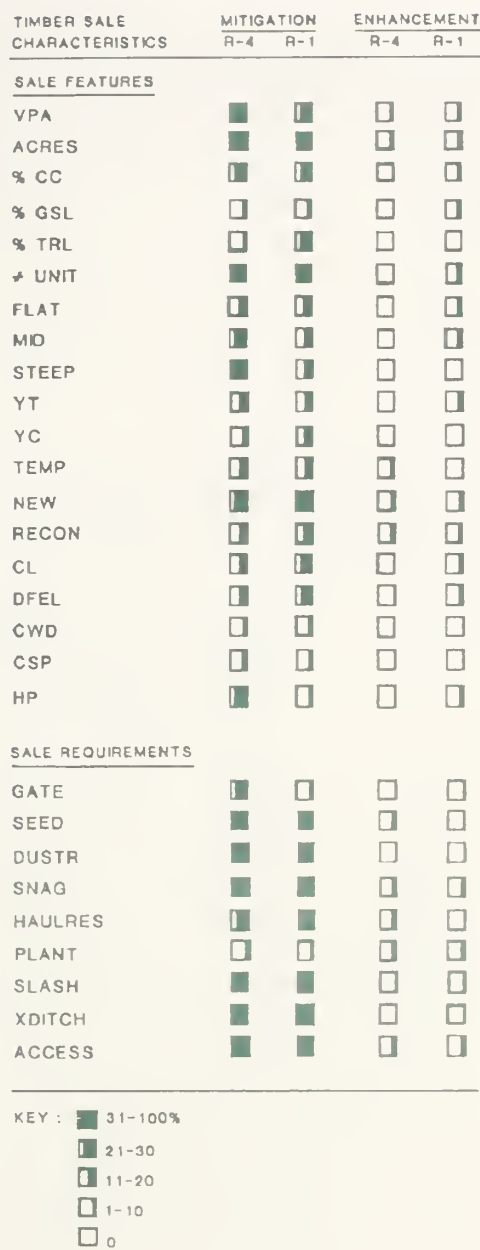 TIMBER SALE MITIGATION ENHANCEMENT
CHARACTERISTICS R-4 R-1 R-4 R-1
SALE FEATURES
VPA
ACRES
% CC
% GSL
% TRL
≠ UNIT
FLAT
MID
STEEP
YT
YC
TEMP
NEW
RECON
CL
DFEL
CWD
CSP
HP
SALE REQUIREMENTS
GATE
SEED
DUSTR
SNAG
HAULRES
PLANT
SLASH
XDITCH
ACCESS
KEY : 31-100%
21-30
11-20
1-10
0